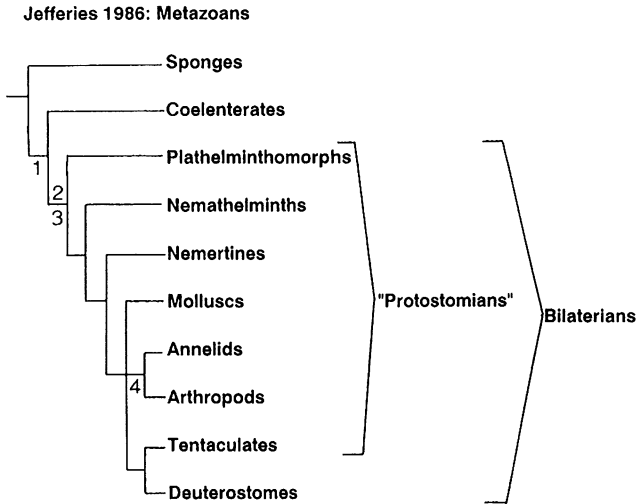 Jefferies 1986: Metazoans
Sponges
Coelenterates
1
Plathelminthomorphs
2
3
Nemathelminths
Nemertines
Molluscs
"Protostomians"
Bilaterians
Annelids
4
Arthropods
Tentaculates
Deuterostomes